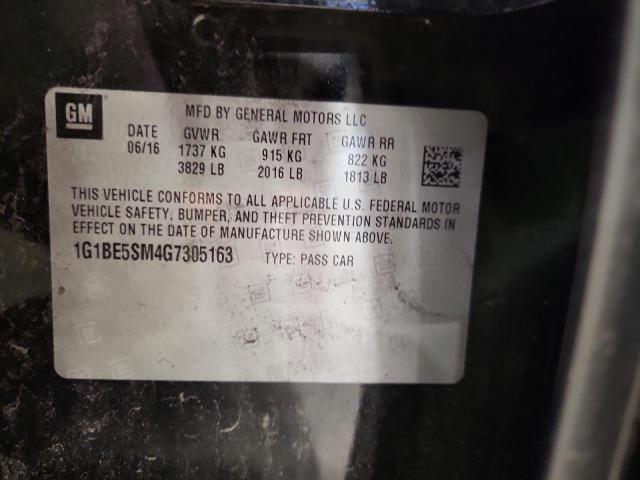 GM
MFD BY GENERAL MOTORS LLC
DATE GVWR GAWR FRT GAWR RR
06/16 1737 KG 915 KG 822 KG
3829 LB 2016 LB 1813 LB
THIS VEHICLE CONFORMS TO ALL APPLICABLE U.S. FEDERAL MOTOR
VEHICLE SAFETY, BUMPER, AND THEFT PREVENTION STANDARDS IN
EFFECT ON THE DATE OF MANUFACTURE SHOWN ABOVE.
1G1BE5SM4G7305163 TYPE: PASS CAR